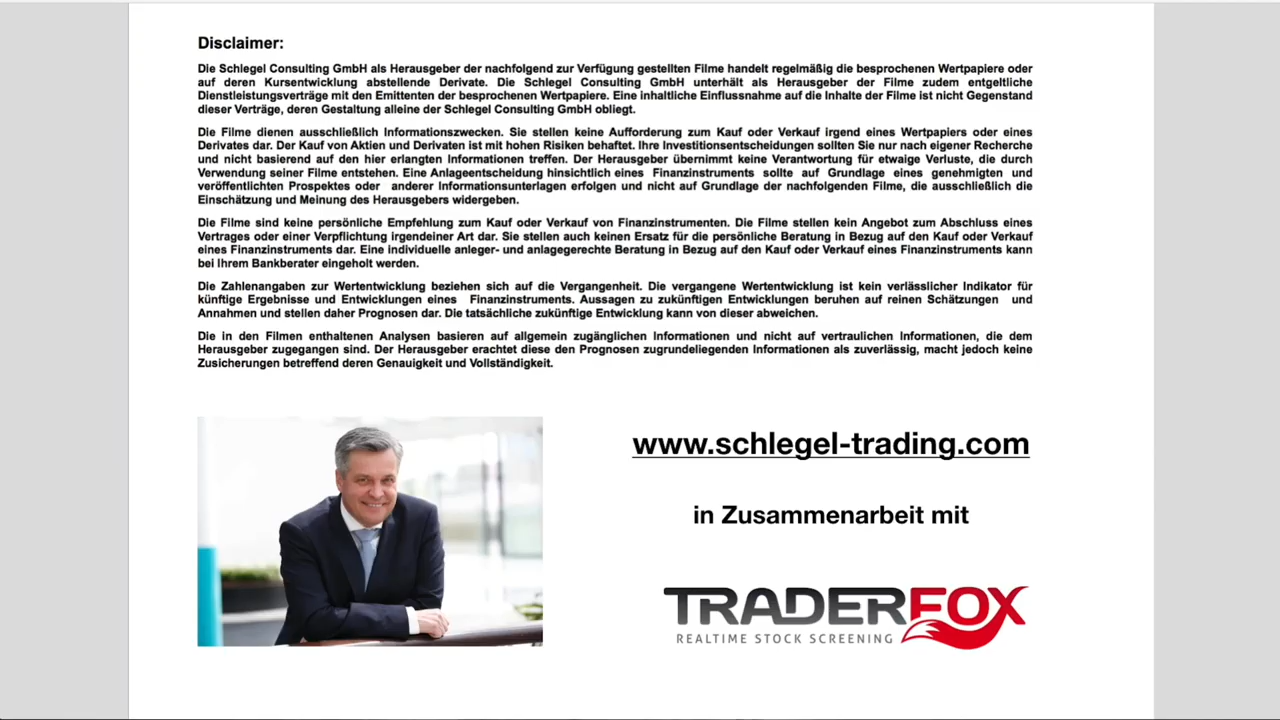 Disclaimer:
Die Schlegel Consulting GmbH als Herausgeber der nachfolgend zur Verfügung gestellten Filme handelt regelmäßig die besprochenen Wertpapiere oder
auf deren Kursentwicklung abstellende Derivate. Die Schlegel Consulting GmbH unterhält als Herausgeber der Filme zudem entgeltliche
Dienstleistungsverträge mit den Emittenten der besprochenen Wertpapiere. Eine inhaltliche Einflussnahme auf die Inhalte der Filme ist nicht Gegenstand
dieser Verträge, deren Gestaltung alleine der Schlegel Consulting GmbH obliegt.
Die Filme dienen ausschließlich Informationszwecken. Sie stellen keine Aufforderung zum Kauf oder Verkauf irgend eines Wertpapiers oder eines
Derivates dar. Der Kauf von Aktien und Derivaten ist mit hohen Risiken behaftet. Ihre Investitionsentscheidungen sollten Sie nur nach eigener Recherche
und nicht basierend auf den hier erlangten Informationen treffen. Der Herausgeber übernimmt keine Verantwortung für etwaige Verluste, die durch
Verwendung seiner Filme entstehen. Eine Anlageentscheidung hinsichtlich eines Finanzinstruments sollte auf Grundlage eines genehmigten und
veröffentlichten Prospektes oder anderer Informationsunterlagen erfolgen und nicht auf Grundlage der nachfolgenden Filme, die ausschließlich die
Einschätzung und Meinung des Herausgebers widergeben.
Die Filme sind keine persönliche Empfehlung zum Kauf oder Verkauf von Finanzinstrumenten. Die Filme stellen kein Angebot zum Abschluss eines
Vertrages oder einer Verpflichtung irgendeiner Art dar. Sie stellen auch keinen Ersatz für die persönliche Beratung in Bezug auf den Kauf oder Verkauf
eines Finanzinstruments dar. Eine individuelle anleger- und anlagegerechte Beratung in Bezug auf den Kauf oder Verkauf eines Finanzinstruments kann
bei Ihrem Bankberater eingeholt werden.
Die Zahlenangaben zur Wertentwicklung beziehen sich auf die Vergangenheit. Die vergangene Wertentwicklung ist kein verlässlicher Indikator für
künftige Ergebnisse und Entwicklungen eines Finanzinstruments. Aussagen zu zukünftigen Entwicklungen beruhen auf reinen Schätzungen und
Annahmen und stellen daher Prognosen dar. Die tatsächliche zukünftige Entwicklung kann von dieser abweichen.
Die in den Filmen enthaltenen Analysen basieren auf allgemein zugänglichen Informationen und nicht auf vertraulichen Informationen, die dem
Herausgeber zugegangen sind. Der Herausgeber erachtet diese den Prognosen zugrundeliegenden Informationen als zuverlässig, macht jedoch keine
Zusicherungen betreffend deren Genauigkeit und Vollständigkeit.
www.schlegel-trading.com
in Zusammenarbeit mit
TRADERFOX
REALTIME STOCK SCREENING